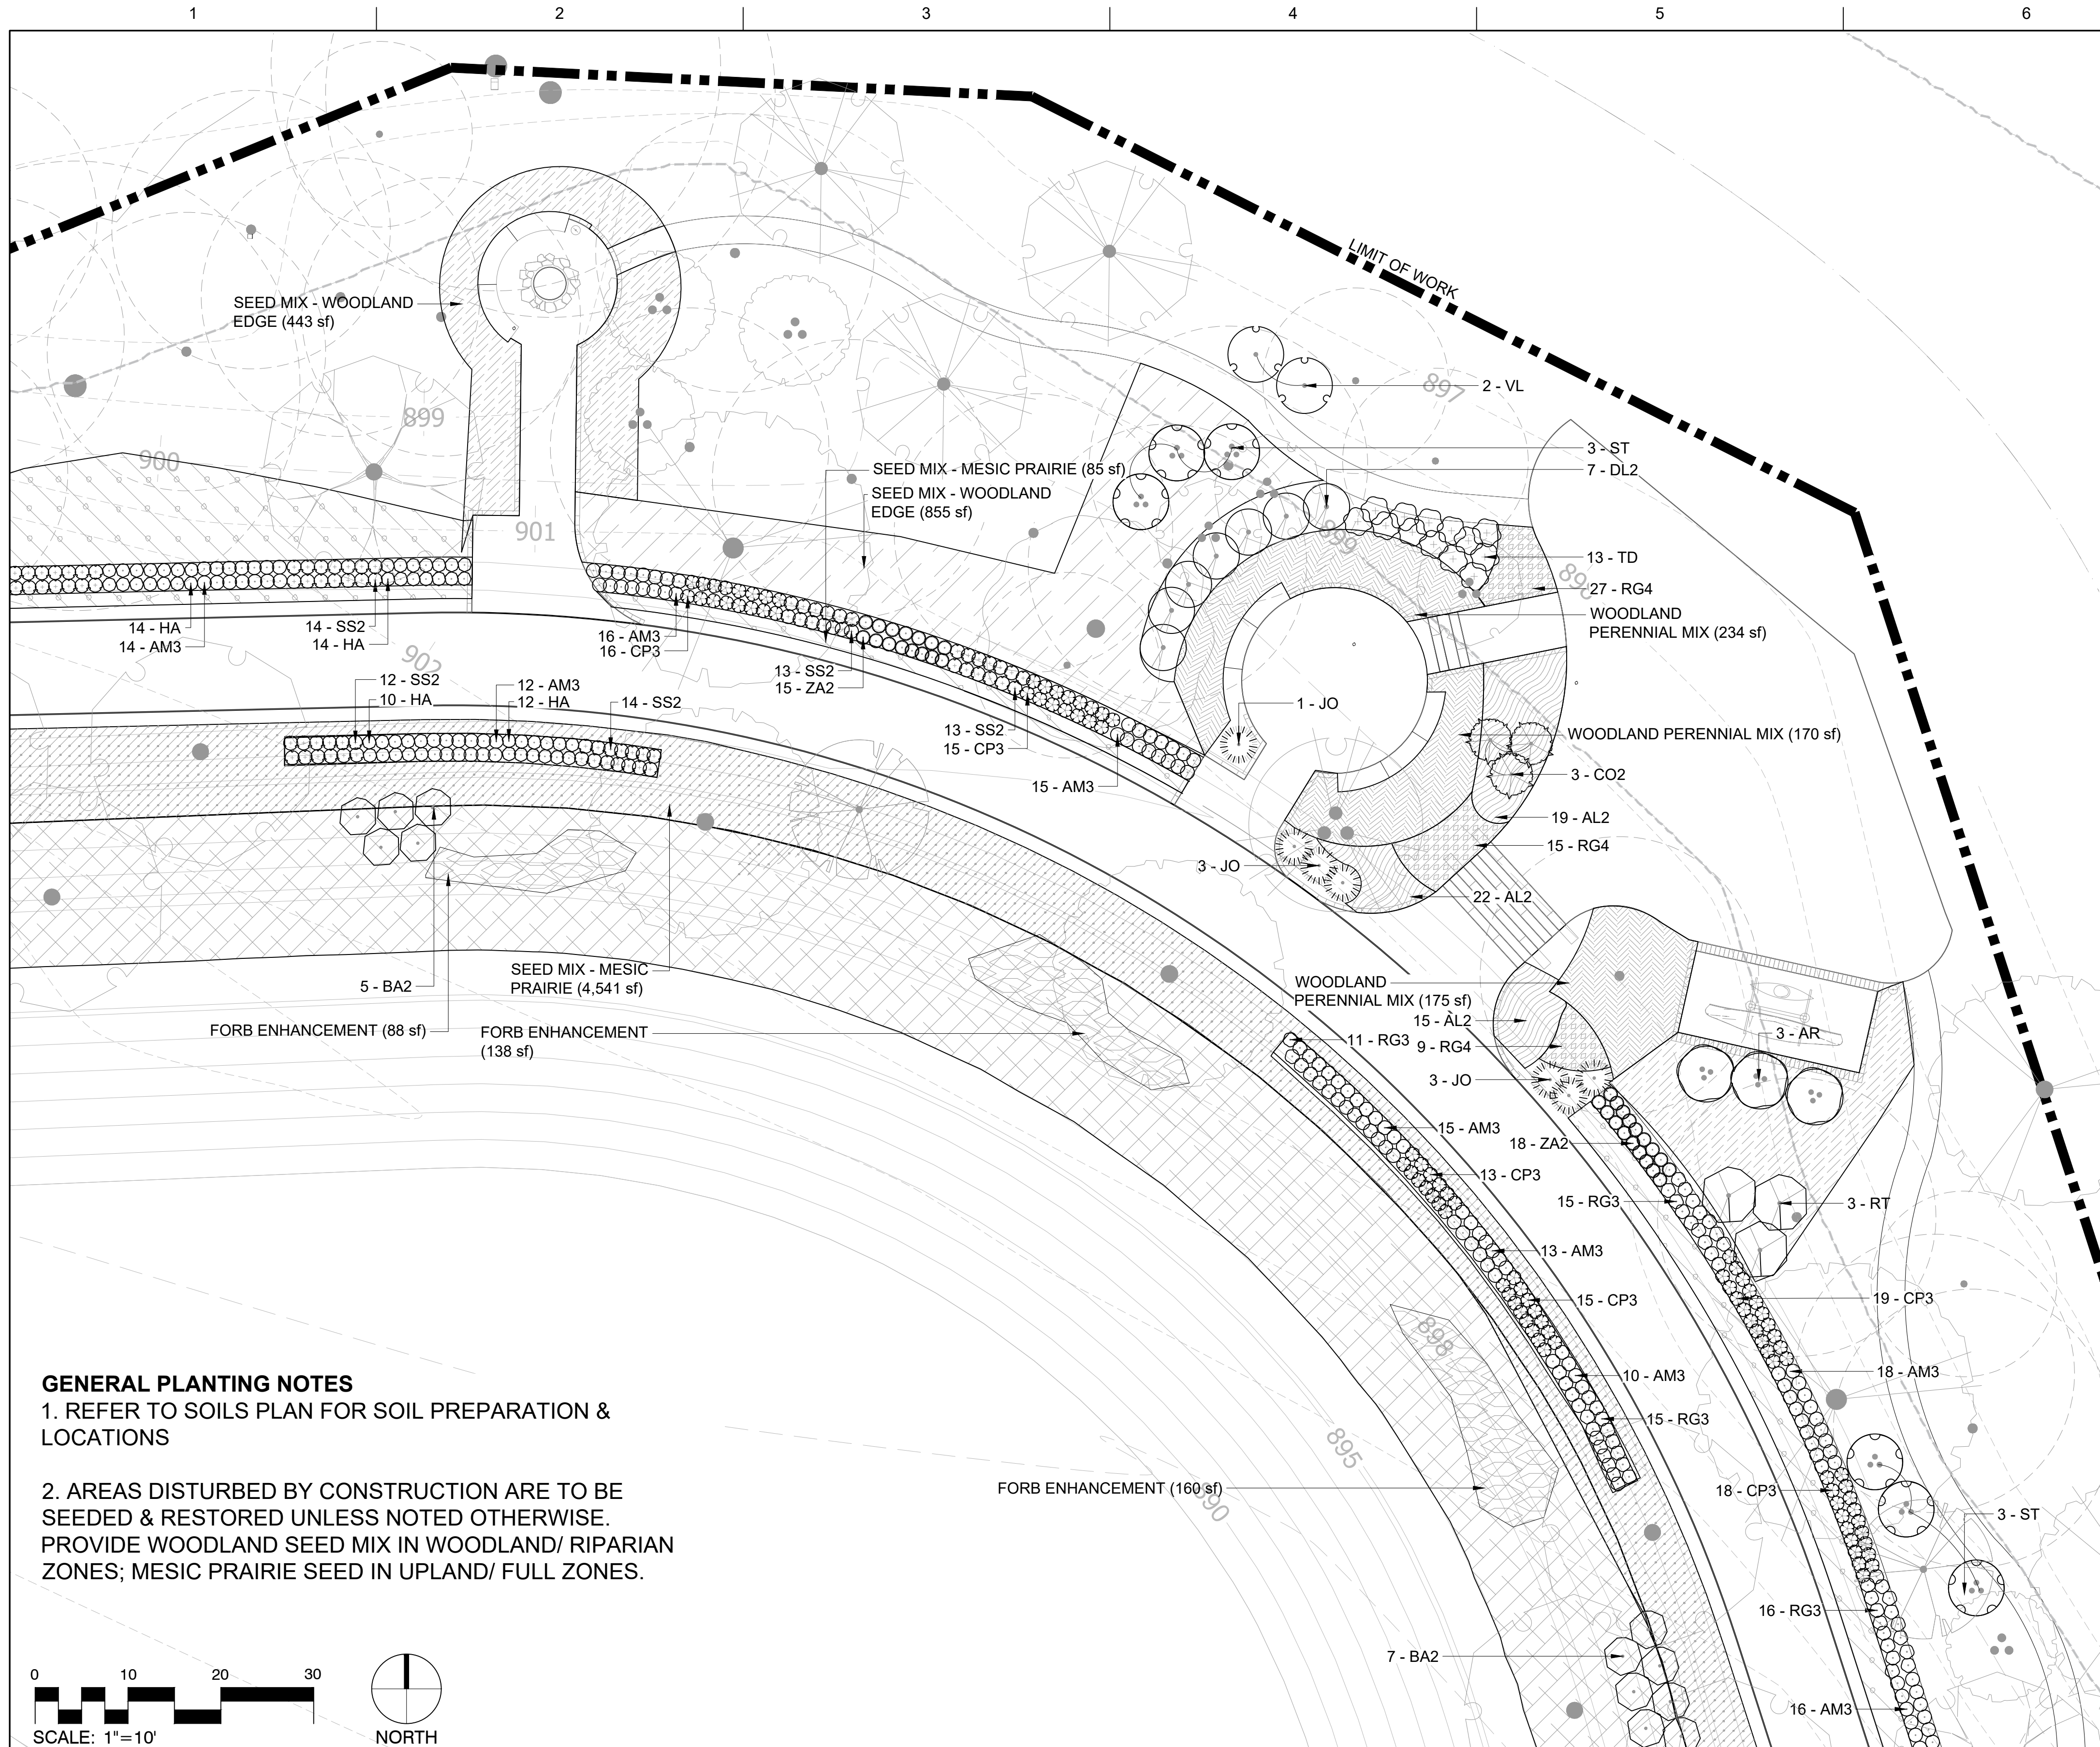 1 2 3 4 5 6
LIMIT OF WORK
SEED MIX - WOODLAND
EDGE (443 sf)
2 - VL
897
899
900
3 - ST
7 - DL2
SEED MIX - MESIC PRAIRIE (85 sf)
SEED MIX - WOODLAND
EDGE (855 sf)
901
899
13 - TD
27 - RG4
WOODLAND
PERENNIAL MIX (234 sf)
14 - HA
14 - AM3
14 - SS2
14 - HA
16 - AM3
16 - CP3
902
13 - SS2
15 - ZA2
12 - SS2
10 - HA
12 - AM3
12 - HA
14 - SS2
1 - JO
13 - SS2
15 - CP3
WOODLAND PERENNIAL MIX (170 sf)
3 - CO2
15 - AM3
19 - AL2
15 - RG4
3 - JO
22 - AL2
5 - BA2
SEED MIX - MESIC
PRAIRIE (4,541 sf)
WOODLAND
PERENNIAL MIX (175 sf)
15 - AL2
FORB ENHANCEMENT (88 sf)
FORB ENHANCEMENT
(138 sf)
3 - AR
11 - RG3
9 - RG4
3 - JO
15 - AM3
18 - ZA2
13 - CP3
15 - RG3
3 - RT
13 - AM3
15 - CP3
19 - CP3
898
10 - AM3
18 - AM3
15 - RG3
895
FORB ENHANCEMENT (160 sf)
890
18 - CP3
3 - ST
16 - RG3
7 - BA2
16 - AM3
GENERAL PLANTING NOTES
1. REFER TO SOILS PLAN FOR SOIL PREPARATION &
LOCATIONS
2. AREAS DISTURBED BY CONSTRUCTION ARE TO BE
SEEDED & RESTORED UNLESS NOTED OTHERWISE.
PROVIDE WOODLAND SEED MIX IN WOODLAND/ RIPARIAN
ZONES; MESIC PRAIRIE SEED IN UPLAND/ FULL ZONES.
0 10 20 30
SCALE: 1"=10'
NORTH